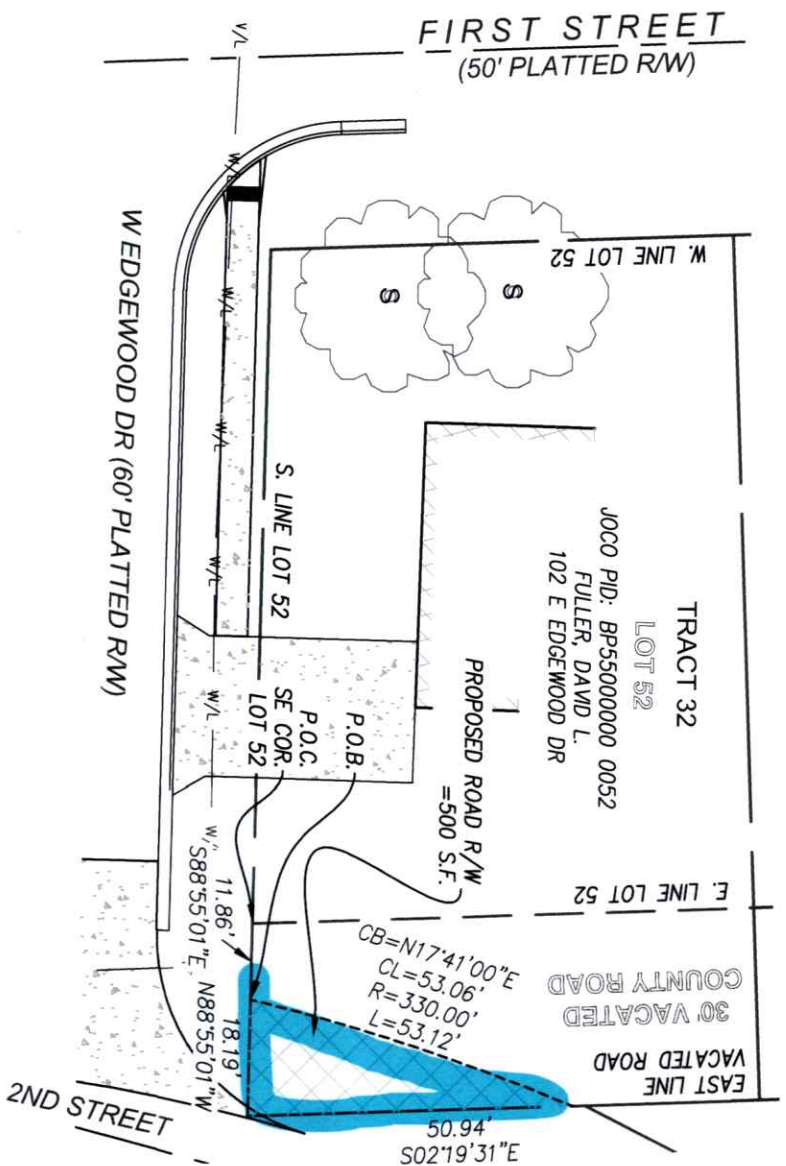 FIRST STREET
(50' PLATTED R/W)
W/L
W/L
W/L
W/L
W/L
W/L
W/L
W EDGEWOOD DR (60' PLATTED R/W)
W. LINE LOT 52
S
S
S. LINE LOT 52
TRACT 32
LOT 52
JOCO PID: BP55000000 0052
FULLER, DAVID L.
102 E EDGEWOOD DR
PROPOSED ROAD R/W
=500 S.F.
P.O.B.
P.O.C.
SE COR.
LOT 52
E. LINE LOT 52
30' VACATED
COUNTY ROAD
EAST LINE
VACATED ROAD
CB=N17°41'00"E
CL=53.06'
R=330.00'
L=53.12'
11.86'
S88°55'01"E
18.19'
N88°55'01"W
50.94'
S02°19'31"E
2ND STREET